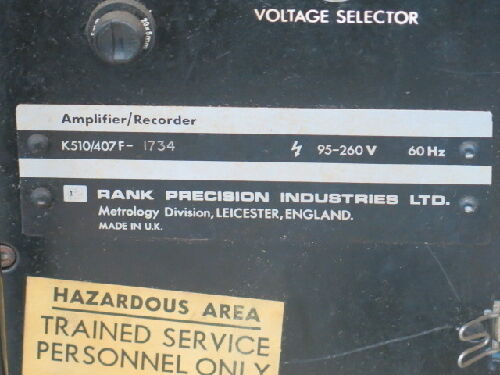 20x5mm
VOLTAGE SELECTOR
Amplifier/Recorder
K510/407F- 1734 95-260 V 60 Hz
RANK PRECISION INDUSTRIES LTD.
Metrology Division, LEICESTER, ENGLAND.
MADE IN U.K.
HAZARDOUS AREA
TRAINED SERVICE
PERSONNEL ONLY